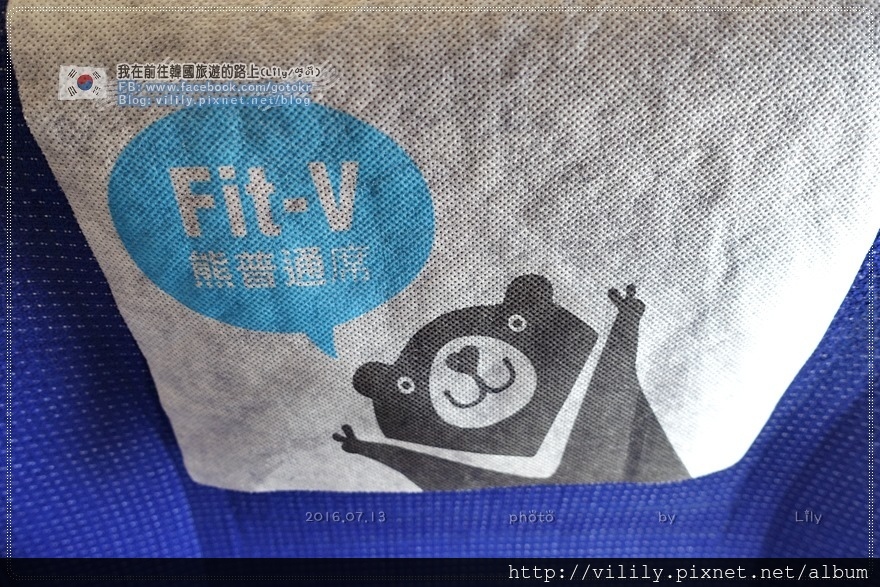 我在前往韓國旅遊的路上(Lily/릴리)
FB: www.facebook.com/gotokr
Blog: vilily.pixnet.net/blog
Fit-V
熊普通席
2016.07.13 photo by Lily
http://vilily.pixnet.net/album